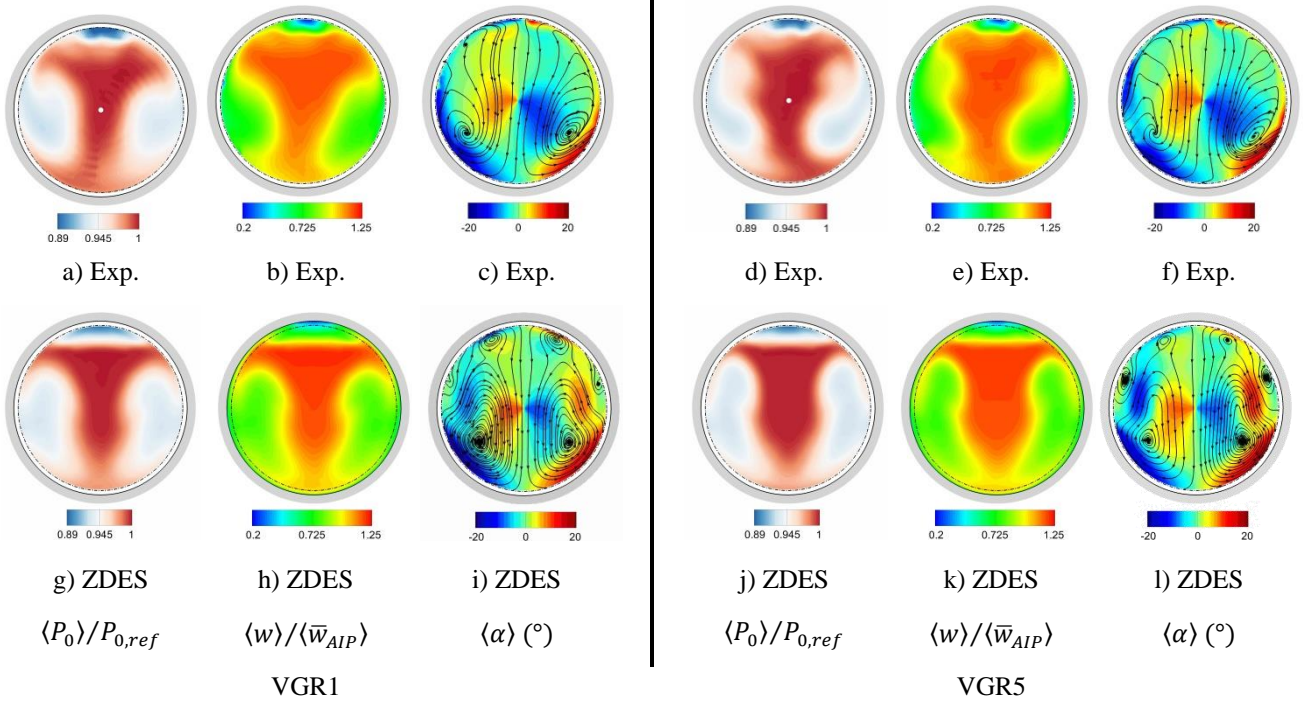 0.89 0.945 1 0.2 0.725 1.25 -20 0 20 0.89 0.945 1 0.2 0.725 1.25 -20 0 20
a) Exp. b) Exp. c) Exp. d) Exp. e) Exp. f) Exp.
0.89 0.945 1 0.2 0.725 1.25 -20 0 20 0.89 0.945 1 0.2 0.725 1.25 -20 0 20
g) ZDES h) ZDES i) ZDES j) ZDES k) ZDES l) ZDES
⟨P₀⟩/P₀,ref ⟨w⟩/⟨w̅AIP⟩ ⟨α⟩ (°) ⟨P₀⟩/P₀,ref ⟨w⟩/⟨w̅AIP⟩ ⟨α⟩ (°)
VGR1 VGR5